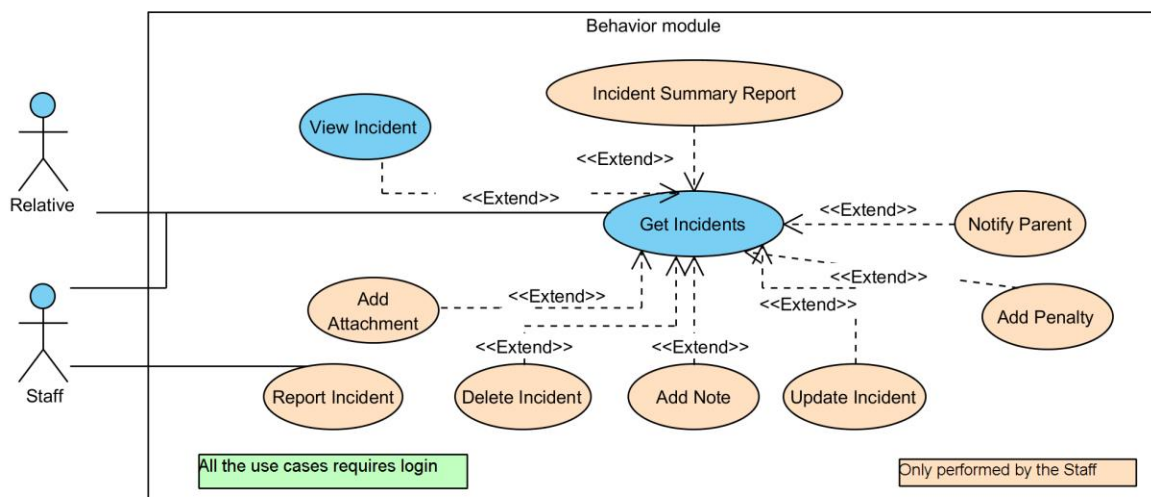 Behavior module
Incident Summary Report
View Incident
<<Extend>>
Relative
<<Extend>>
Get Incidents
<<Extend>>
Notify Parent
Add
Attachment
<<Extend>>
<<Extend>>
Add Penalty
<<Extend>>
<<Extend>>
<<Extend>>
Staff
Report Incident
Delete Incident
Add Note
Update Incident
All the use cases requires login
Only performed by the Staff